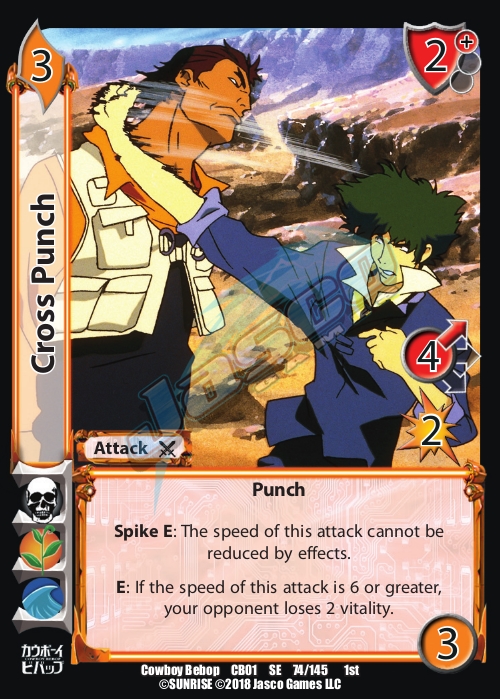 3
2 +
Cross Punch
4
2
Attack
Punch
Spike E: The speed of this attack cannot be
reduced by effects.
E: If the speed of this attack is 6 or greater,
your opponent loses 2 vitality.
カウボーイ
ビバップ
3
Cowboy Bebop CB01 SE 74/145 1st
©SUNRISE ©2018 Jasco Games LLC
Jasco